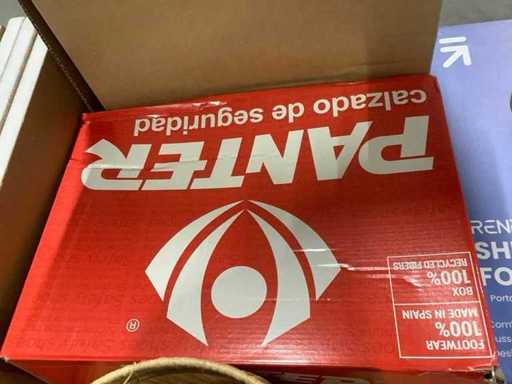 PANTER
calzado de seguridad
®
FOOTWEAR
100%
MADE IN SPAIN
BOX
100%
RECYCLED FIBERS